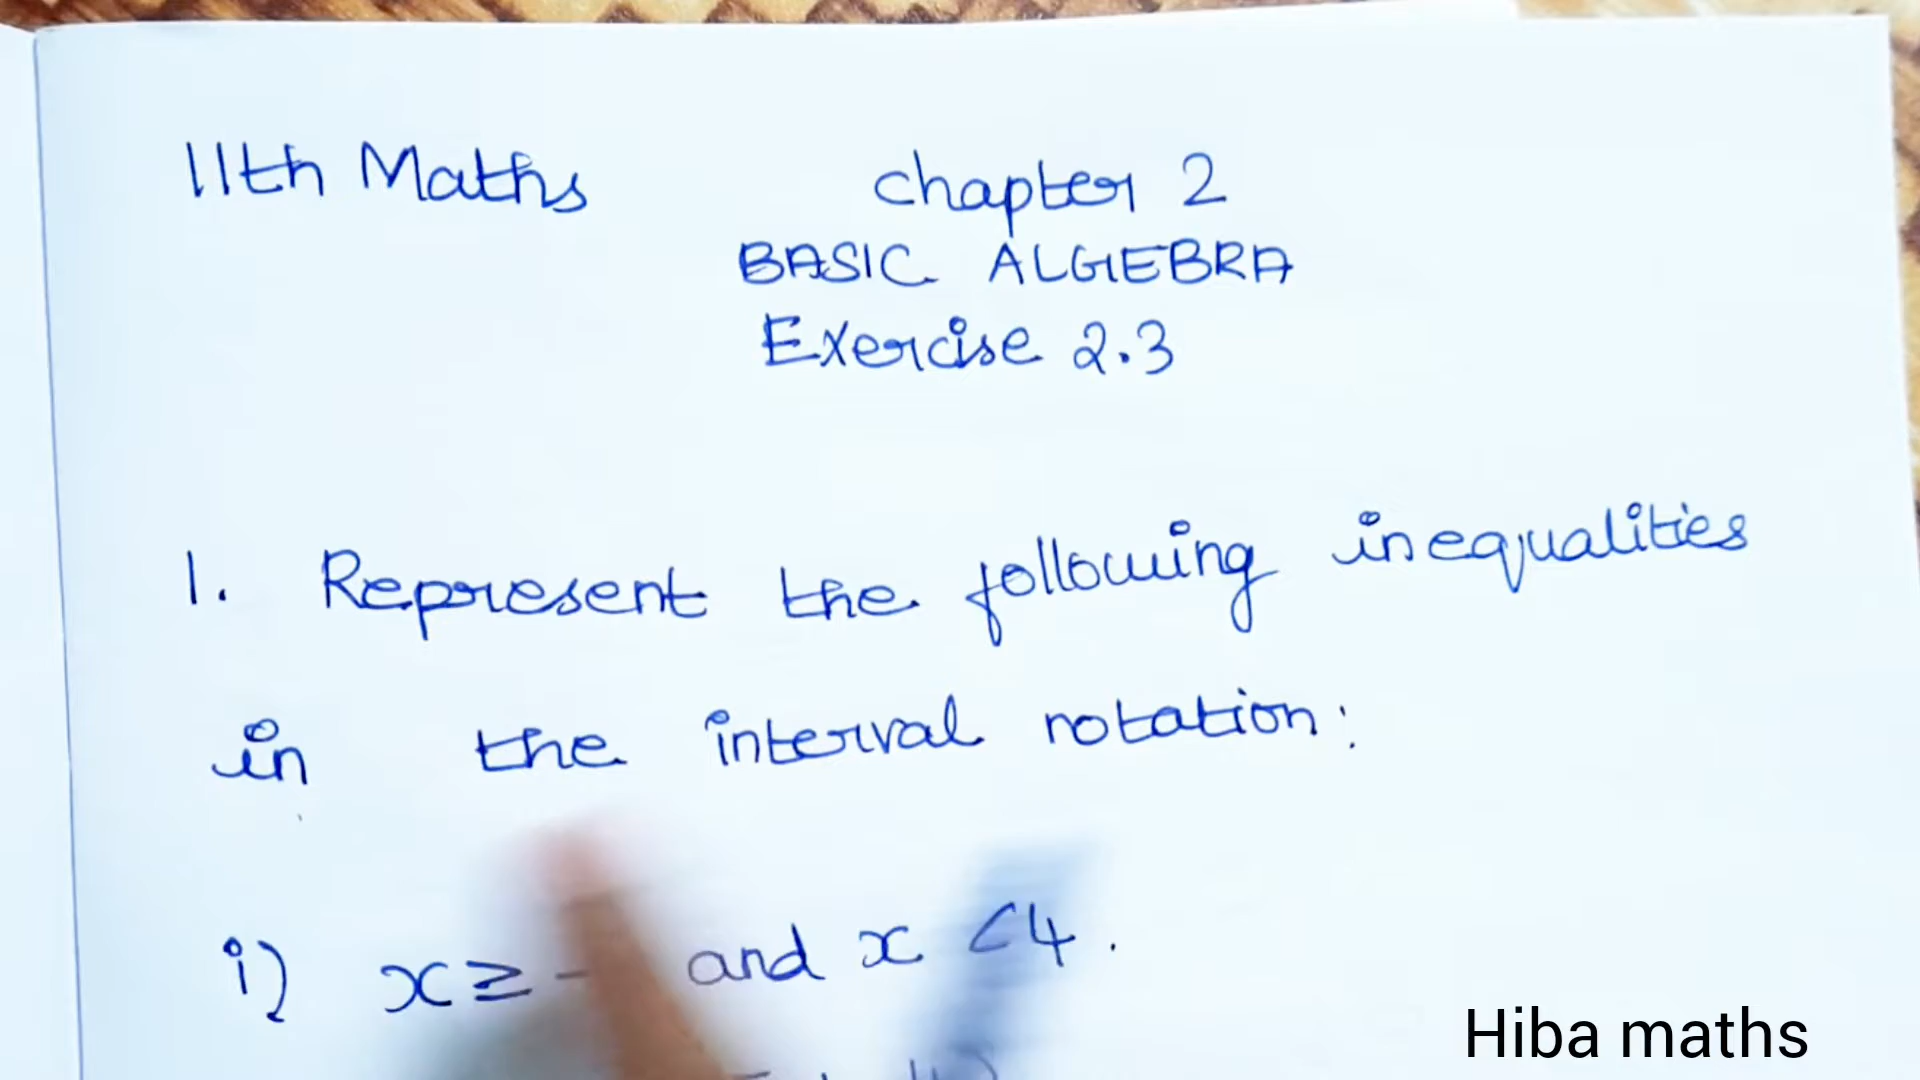 11th Maths chapter 2
BASIC ALGEBRA
Exercise 2.3
1. Represent the following inequalities
in the interval notation:
i) x ≥ - and x < 4.
Hiba maths